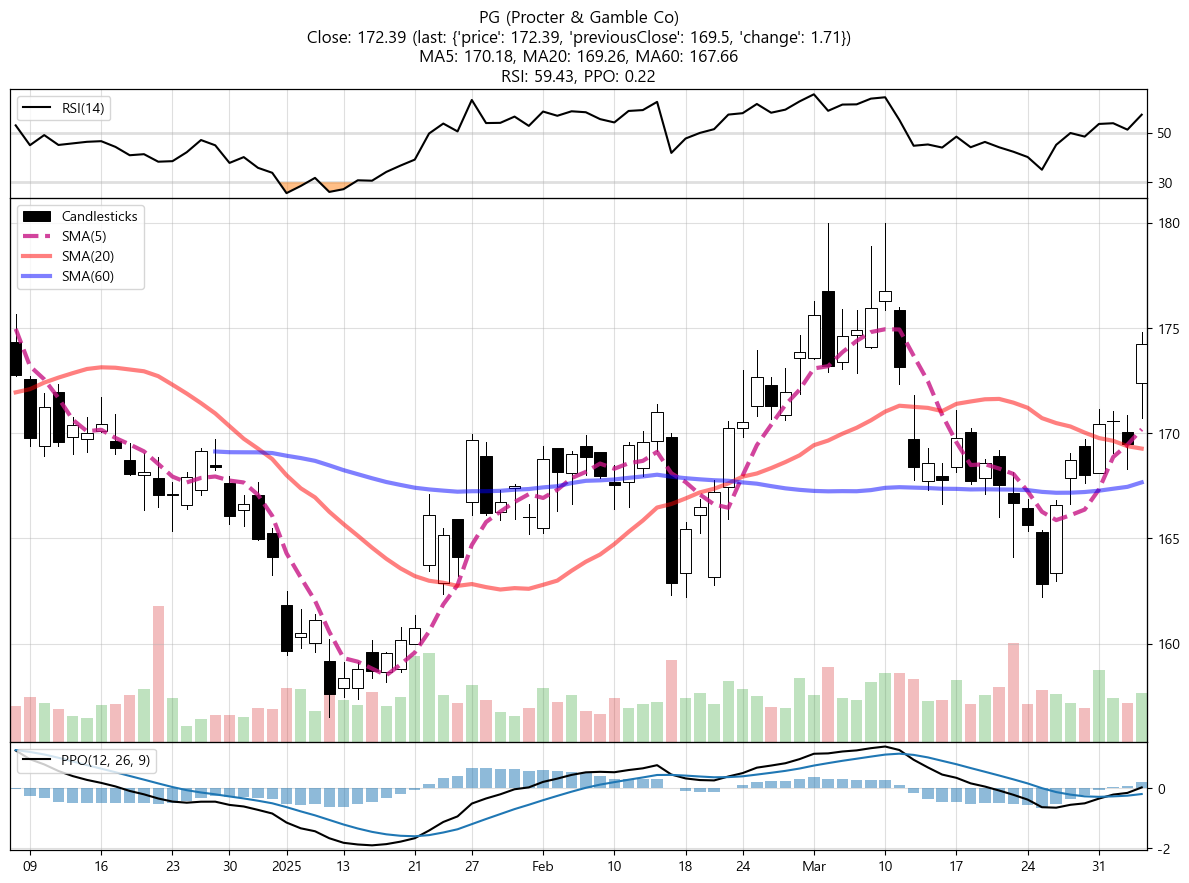 PG (Procter & Gamble Co)
Close: 172.39 (last: {'price': 172.39, 'previousClose': 169.5, 'change': 1.71})
MA5: 170.18, MA20: 169.26, MA60: 167.66
RSI: 59.43, PPO: 0.22
RSI(14)
50
30
Candlesticks
SMA(5)
SMA(20)
SMA(60)
180
175
170
165
160
PPO(12, 26, 9)
0
-2
09 16 23 30 2025 13 21 27 Feb 10 18 24 Mar 10 17 24 31